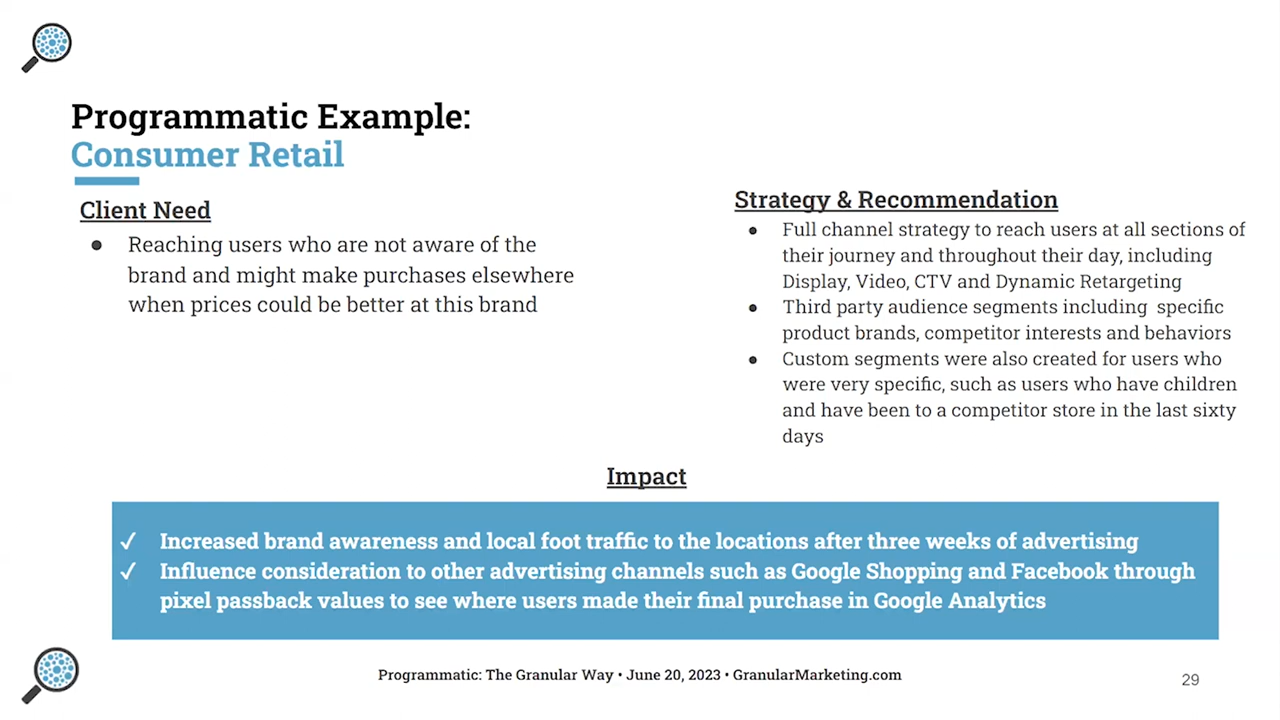 Programmatic Example:
Consumer Retail
Client Need
● Reaching users who are not aware of the
brand and might make purchases elsewhere
when prices could be better at this brand
Strategy & Recommendation
● Full channel strategy to reach users at all sections of
their journey and throughout their day, including
Display, Video, CTV and Dynamic Retargeting
● Third party audience segments including specific
product brands, competitor interests and behaviors
● Custom segments were also created for users who
were very specific, such as users who have children
and have been to a competitor store in the last sixty
days
Impact
✓ Increased brand awareness and local foot traffic to the locations after three weeks of advertising
✓ Influence consideration to other advertising channels such as Google Shopping and Facebook through
pixel passback values to see where users made their final purchase in Google Analytics
Programmatic: The Granular Way • June 20, 2023 • GranularMarketing.com
29